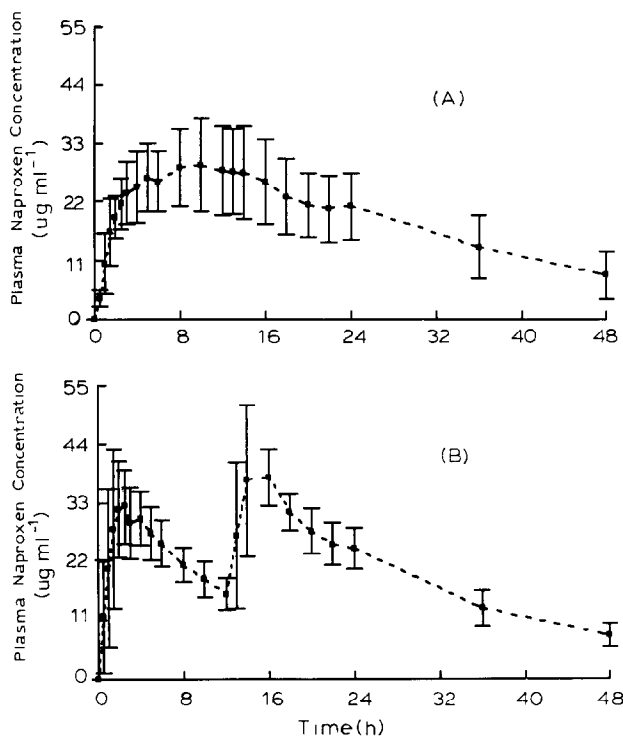 Plasma Naproxen Concentration
(ug ml⁻¹)
55
44
33
22
11
0
(A)
0 8 16 24 32 40 48
Plasma Naproxen Concentration
(ug ml⁻¹)
55
44
33
22
11
0
(B)
0 8 16 24 32 40 48
Time(h)